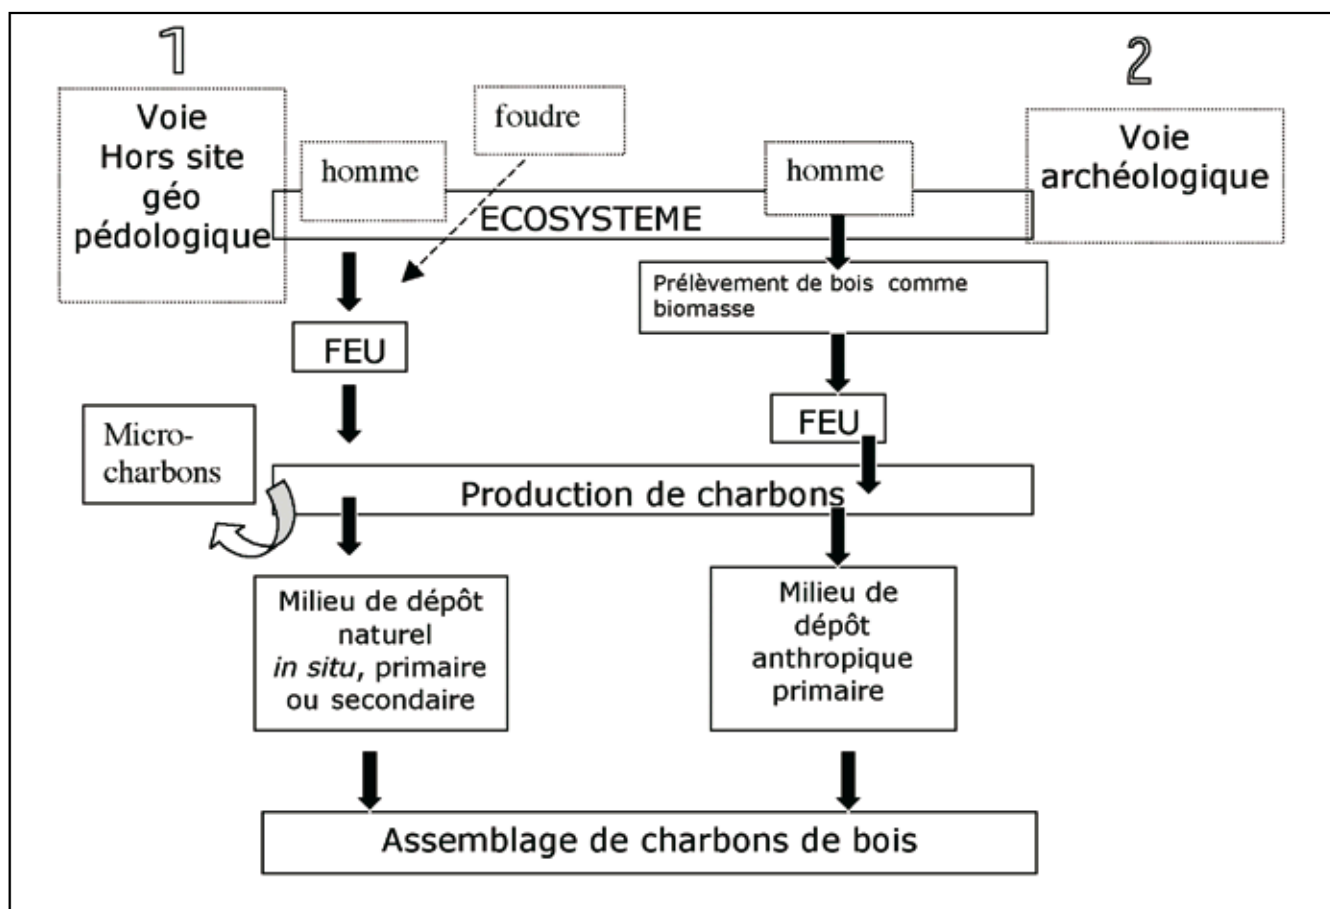 1
2
Voie
Hors site
géo
pédologique
homme
foudre
homme
Voie
archéologique
ECOSYSTEME
Prélèvement de bois comme
biomasse
FEU
FEU
Micro-
charbons
Production de charbons
Milieu de dépôt
naturel
in situ, primaire
ou secondaire
Milieu de
dépôt
anthropique
primaire
Assemblage de charbons de bois